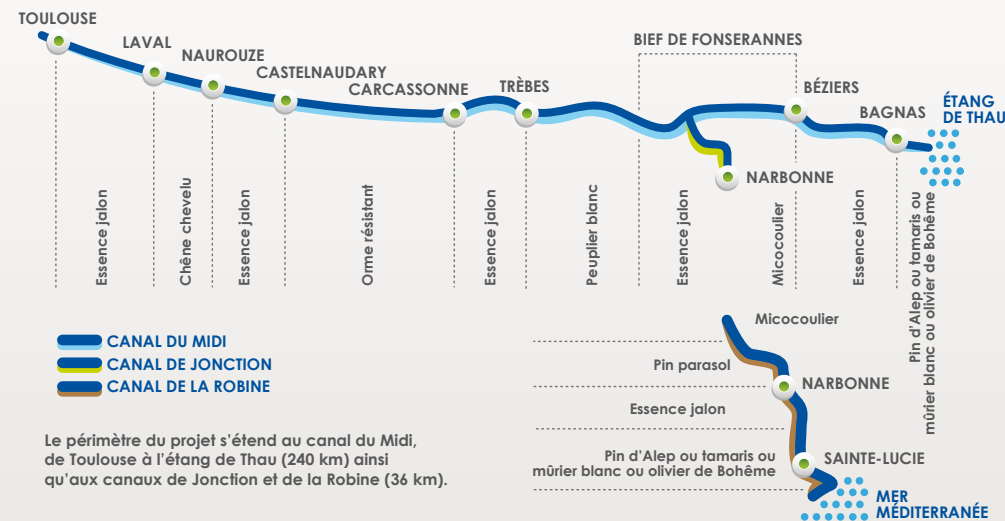 TOULOUSE
LAVAL
NAUROUZE
CASTELNAUDARY
CARCASSONNE
TRÈBES
BIEF DE FONSERANNES
BÉZIERS
BAGNAS
ÉTANG
DE THAU
NARBONNE
Essence jalon
Chêne chevelu
Essence jalon
Orme résistant
Essence jalon
Peuplier blanc
Essence jalon
Micocoulier
Essence jalon
Pin d’Alep ou tamaris ou
mûrier blanc ou olivier de Bohême
CANAL DU MIDI
CANAL DE JONCTION
CANAL DE LA ROBINE
Micocoulier
Pin parasol
NARBONNE
Essence jalon
Pin d’Alep ou tamaris ou
mûrier blanc ou olivier de Bohême
SAINTE-LUCIE
MER
MÉDITERRANÉE
Le périmètre du projet s’étend au canal du Midi,
de Toulouse à l’étang de Thau (240 km) ainsi
qu’aux canaux de Jonction et de la Robine (36 km).